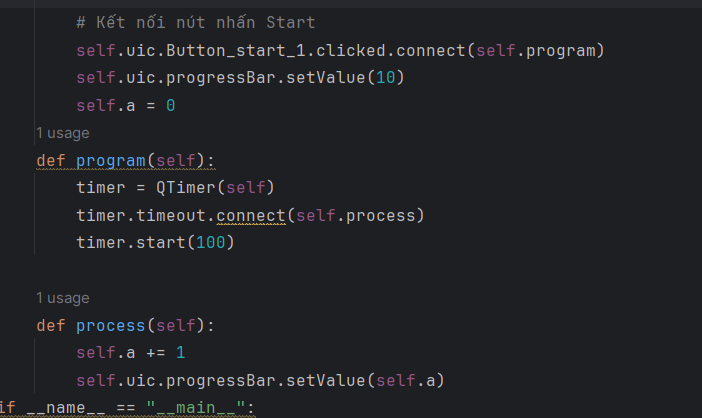 # Kết nối nút nhấn Start
self.uic.Button_start_1.clicked.connect(self.program)
self.uic.progressBar.setValue(10)
self.a = 0
1 usage
def program(self):
timer = QTimer(self)
timer.timeout.connect(self.process)
timer.start(100)
1 usage
def process(self):
self.a += 1
self.uic.progressBar.setValue(self.a)
if __name__ == "__main__":